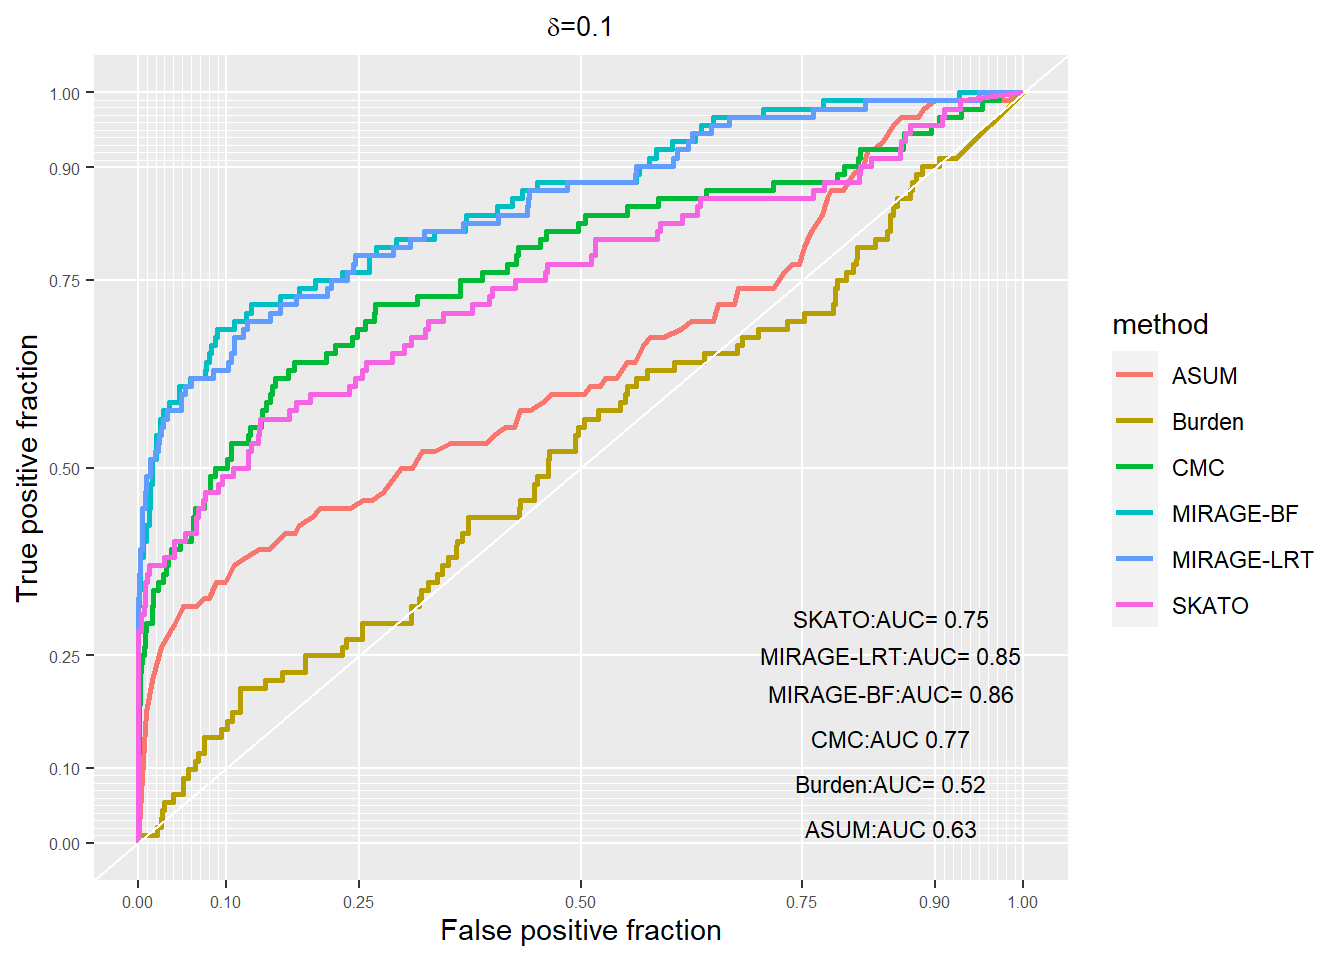 δ=0.1
True positive fraction
1.00
0.90
0.75
0.50
0.25
0.10
0.00
SKATO:AUC= 0.75
MIRAGE-LRT:AUC= 0.85
MIRAGE-BF:AUC= 0.86
CMC:AUC 0.77
Burden:AUC= 0.52
ASUM:AUC 0.63
0.00 0.10 0.25 0.50 0.75 0.90 1.00
False positive fraction
method
ASUM
Burden
CMC
MIRAGE-BF
MIRAGE-LRT
SKATO